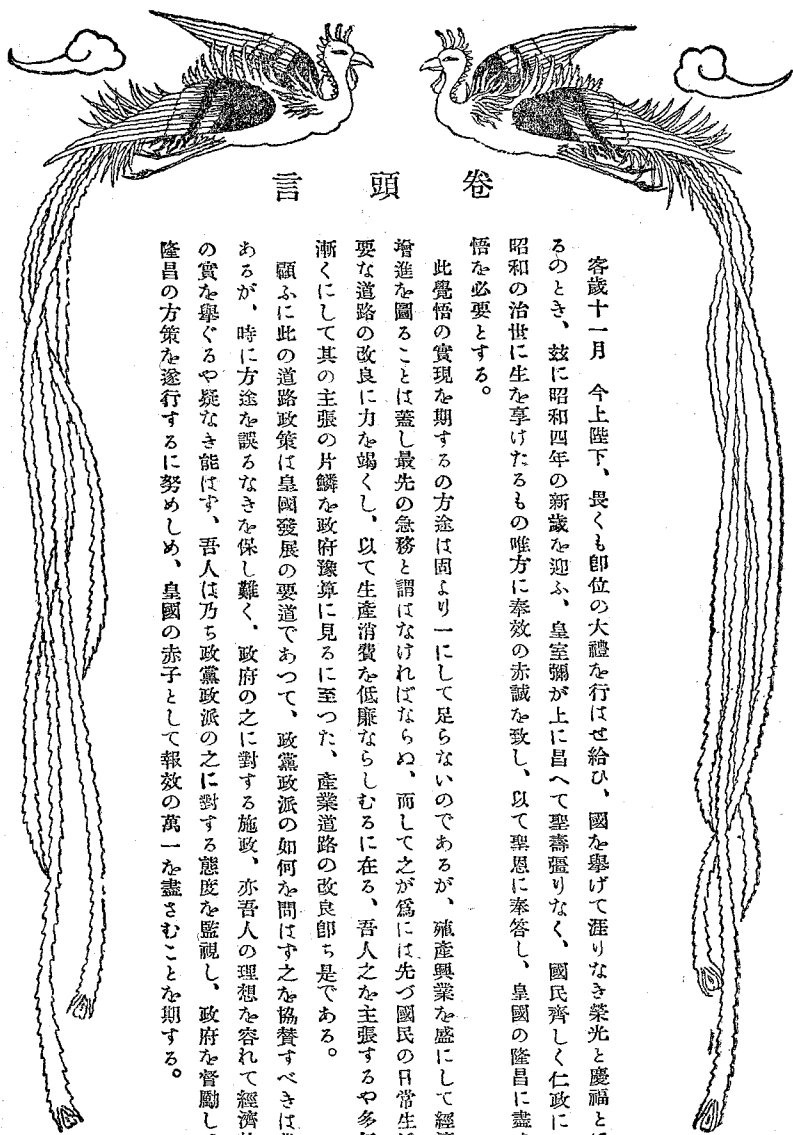 卷頭言
客歲十一月　今上陛下、畏くも卽位の大禮を行はせ給ひ、國を擧げて涯りなき榮光と慶福と
るのとき、玆に昭和四年の新歲を迎ふ、皇室彌が上に昌へて聖壽彊りなく、國民齊しく仁政に
昭和の治世に生を享けたるもの唯方に奉效の赤誠を致し、以て聖恩に奉答し、皇國の隆昌に盡
悟を必要とする。
此覺悟の實現を期するの方途は固より一にして足らないのであるが、殖產興業を盛にして經
增進を圖ることは蓋し最先の急務と謂はなければならぬ、而して之が爲には先づ國民の日常生
要な道路の改良に力を竭くし、以て生產消費を低廉ならしむるに在る、吾人之を主張するや多
漸くにして其の主張の片鱗を政府豫算に見るに至つた、產業道路の改良卽ち是である。
顧ふに此の道路政策は皇國發展の要道であつて、政黨政派の如何を問はず之を協贊すべきは
あるが、時に方途を誤るなきを保し難く、政府の之に對する施政、亦吾人の理想を容れて經濟
の實を擧ぐるや疑なき能はず、吾人は乃ち政黨政派の之に對する態度を監視し、政府を督勵し
隆昌の方策を遂行するに努めしめ、皇國の赤子として報效の萬一を盡さむことを期する。